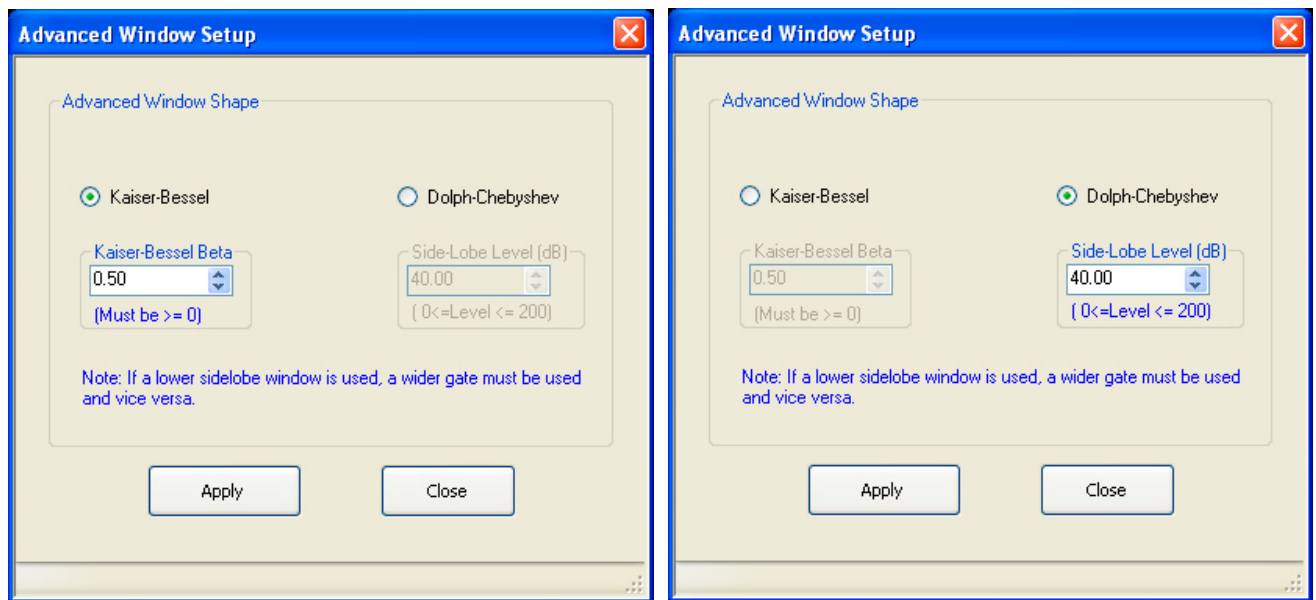 Advanced Window Setup
Advanced Window Shape
Kaiser-Bessel
Dolph-Chebyshev
Kaiser-Bessel Beta
Side-Lobe Level (dB)
0.50
40.00
(Must be >= 0)
( 0<=Level <= 200)
Note: If a lower sidelobe window is used, a wider gate must be used
and vice versa.
Apply
Close
Advanced Window Setup
Advanced Window Shape
Kaiser-Bessel
Dolph-Chebyshev
Kaiser-Bessel Beta
Side-Lobe Level (dB)
0.50
40.00
(Must be >= 0)
( 0<=Level <= 200)
Note: If a lower sidelobe window is used, a wider gate must be used
and vice versa.
Apply
Close